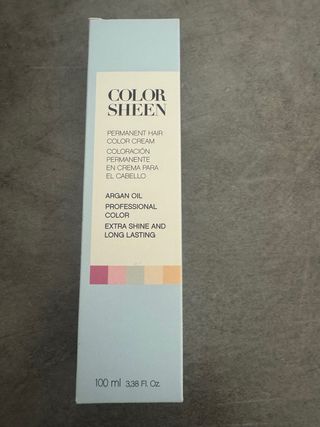 COLOR
SHEEN
PERMANENT HAIR
COLOR CREAM
COLORACIÓN
PERMANENTE
EN CREMA PARA
EL CABELLO
ARGAN OIL
PROFESSIONAL
COLOR
EXTRA SHINE AND
LONG LASTING
100 ml 3,38 Fl. Oz.